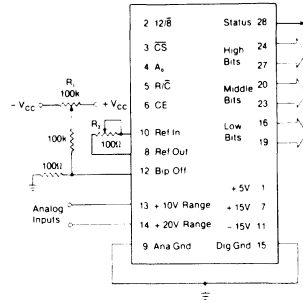 2 12/8̅ Status 28
3 C̅S̅ High Bits 24
4 A₀ 27
5 R/C̅ Middle Bits 20
6 CE 23
Low Bits 16
10 Ref In 19
8 Ref Out
12 Bip Off
+5V 1
13 +10V Range +15V 7
14 +20V Range -15V 11
9 Ana Gnd Dig Gnd 15
R₁
100k
- VCC + VCC
R₂
100k
100Ω
100Ω
Analog
Inputs